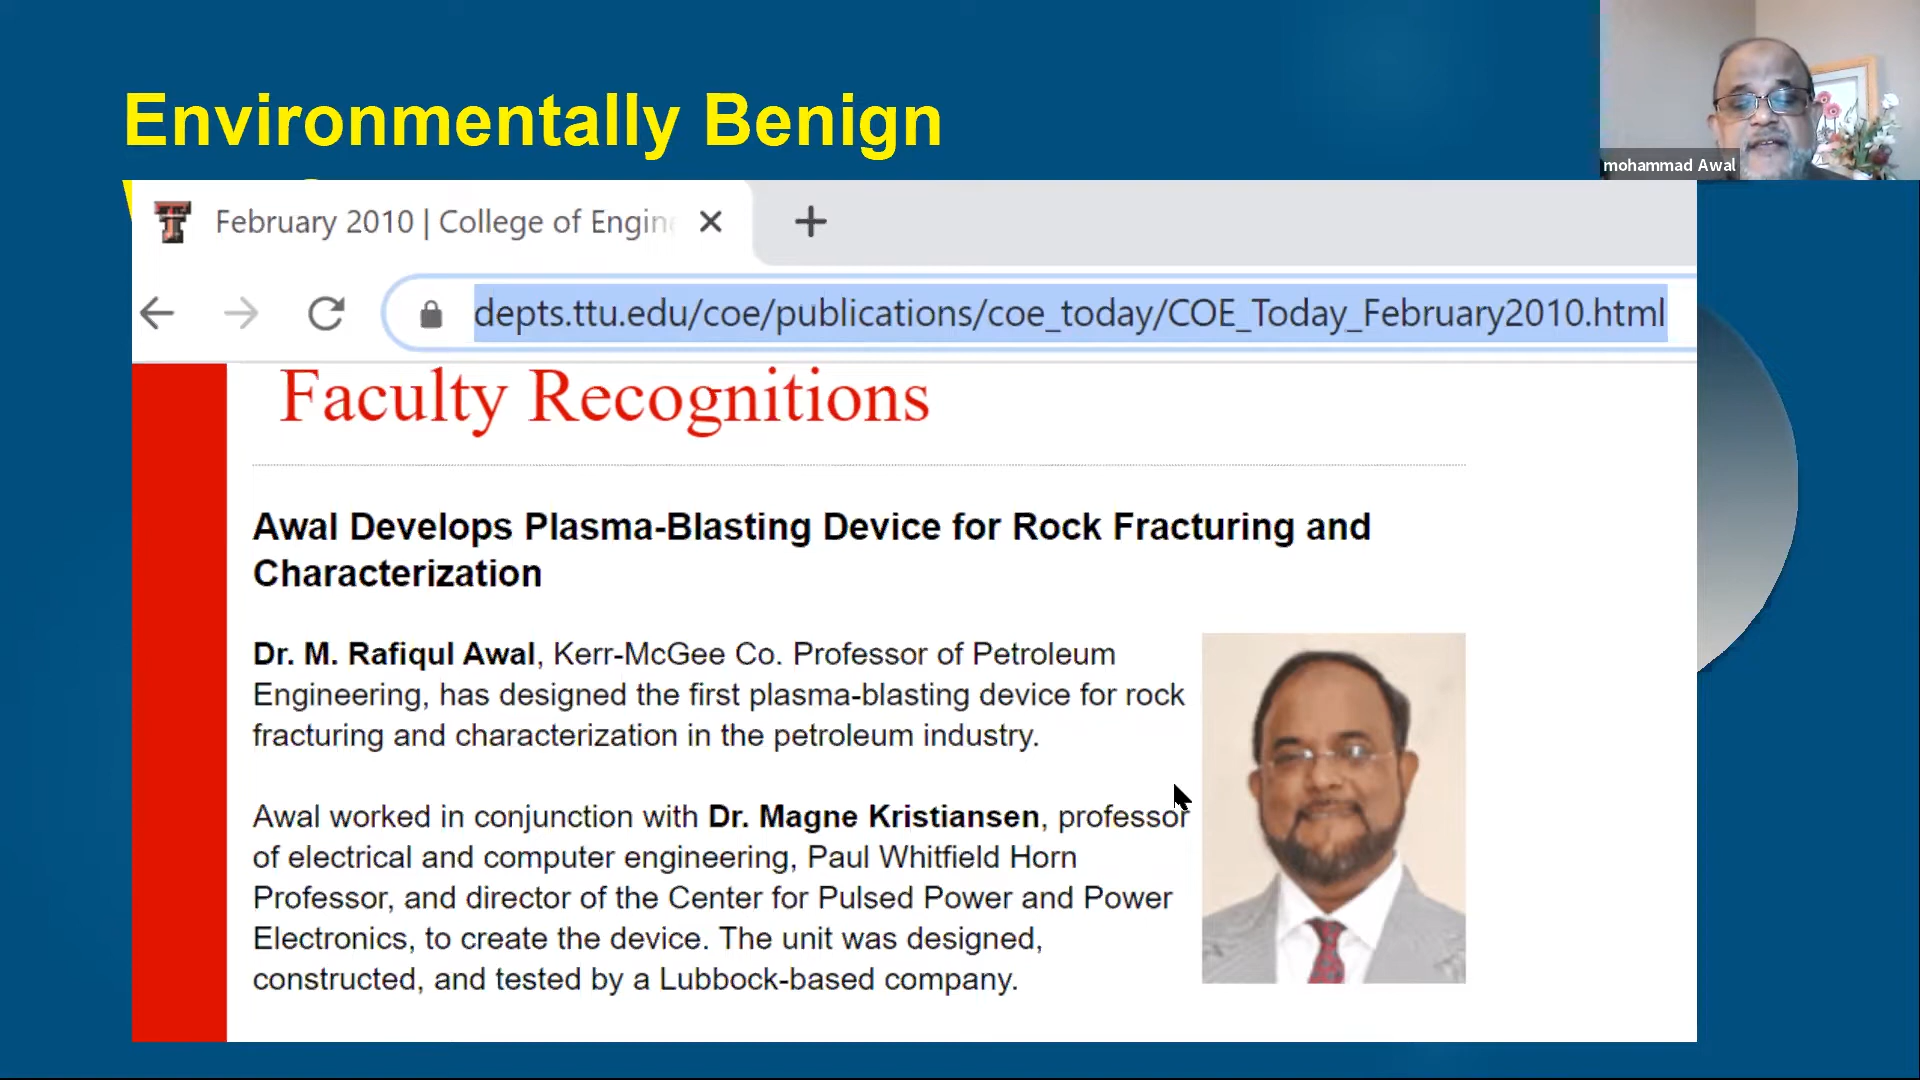 Environmentally Benign
mohammad Awal
February 2010 | College of Engine
depts.ttu.edu/coe/publications/coe_today/COE_Today_February2010.html
Faculty Recognitions
Awal Develops Plasma-Blasting Device for Rock Fracturing and
Characterization
Dr. M. Rafiqul Awal, Kerr-McGee Co. Professor of Petroleum
Engineering, has designed the first plasma-blasting device for rock
fracturing and characterization in the petroleum industry.
Awal worked in conjunction with Dr. Magne Kristiansen, professor
of electrical and computer engineering, Paul Whitfield Horn
Professor, and director of the Center for Pulsed Power and Power
Electronics, to create the device. The unit was designed,
constructed, and tested by a Lubbock-based company.